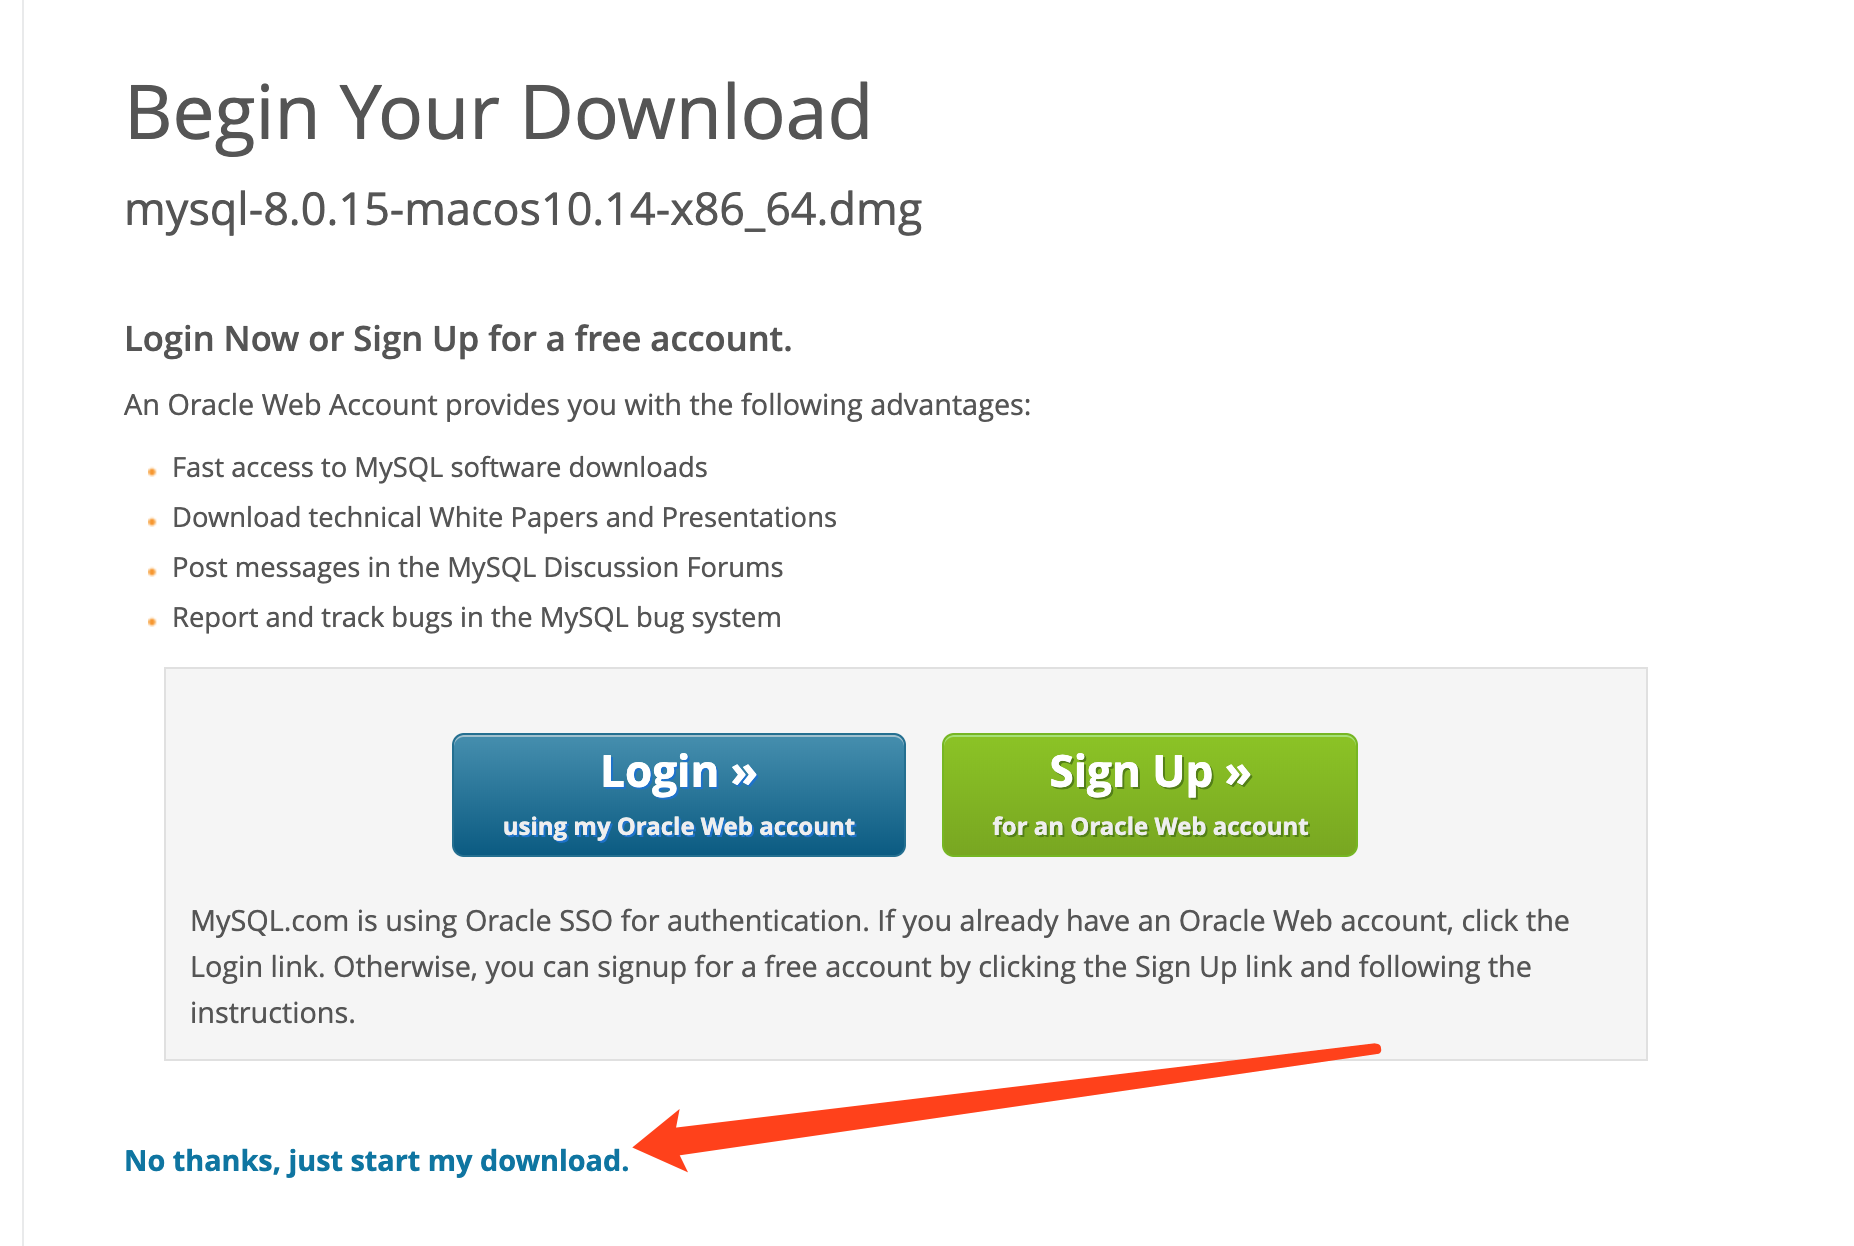 Begin Your Download
mysql-8.0.15-macos10.14-x86_64.dmg
Login Now or Sign Up for a free account.
An Oracle Web Account provides you with the following advantages:
Fast access to MySQL software downloads
Download technical White Papers and Presentations
Post messages in the MySQL Discussion Forums
Report and track bugs in the MySQL bug system
Login »
using my Oracle Web account
Sign Up »
for an Oracle Web account
MySQL.com is using Oracle SSO for authentication. If you already have an Oracle Web account, click the
Login link. Otherwise, you can signup for a free account by clicking the Sign Up link and following the
instructions.
No thanks, just start my download.